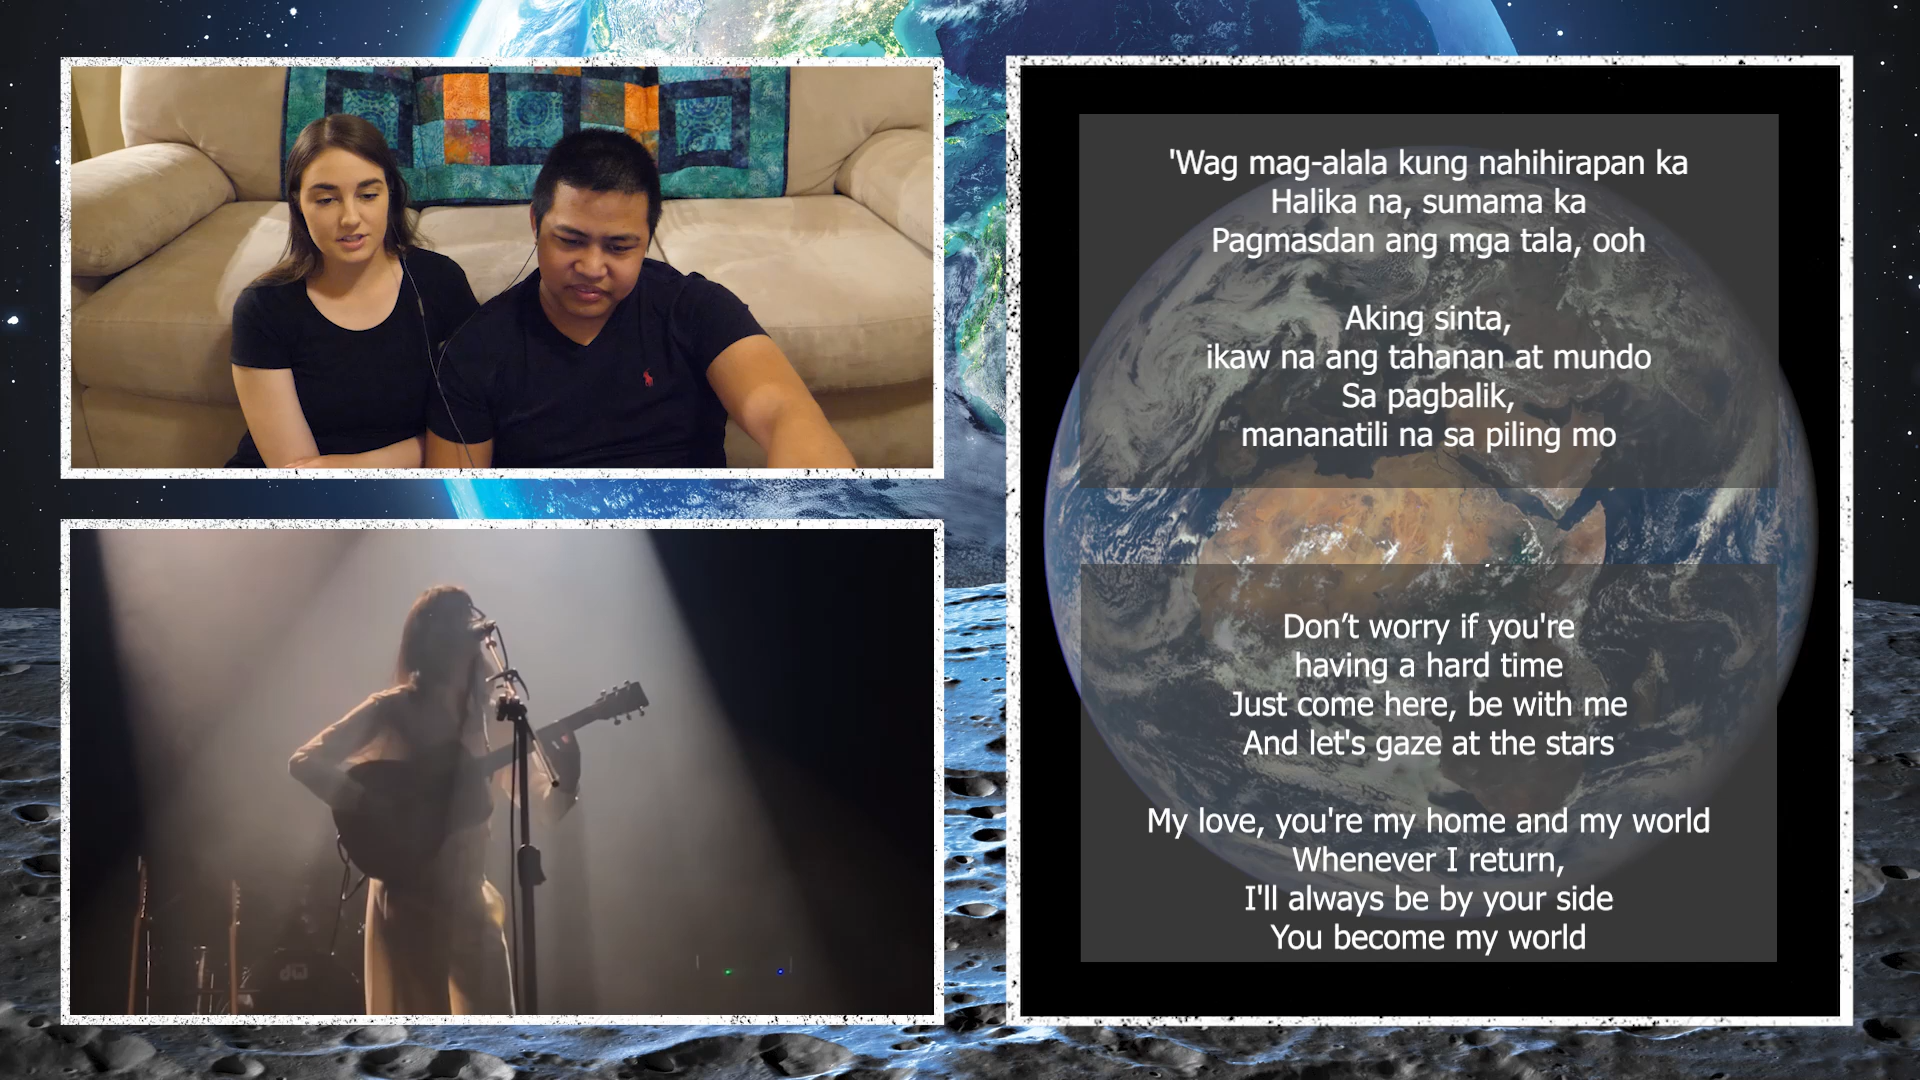 'Wag mag-alala kung nahihirapan ka
Halika na, sumama ka
Pagmasdan ang mga tala, ooh
Aking sinta,
ikaw na ang tahanan at mundo
Sa pagbalik,
mananatili na sa piling mo
Don’t worry if you're
having a hard time
Just come here, be with me
And let's gaze at the stars
My love, you're my home and my world
Whenever I return,
I'll always be by your side
You become my world